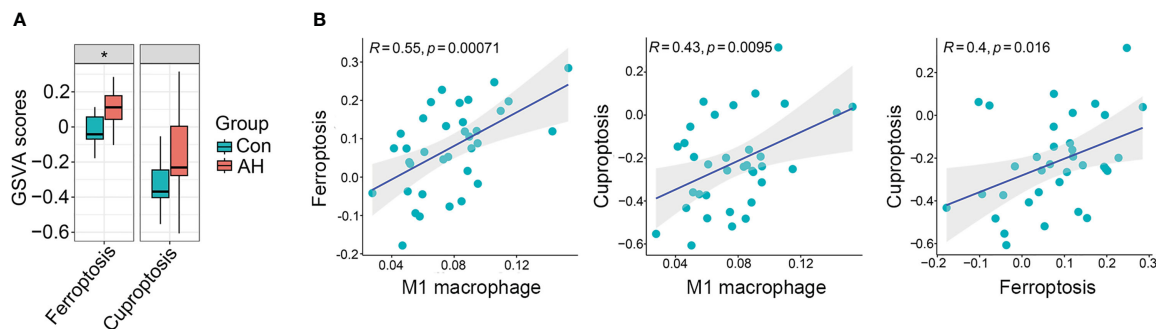 A
*
GSVA scores
0.2
0
−0.2
−0.4
−0.6
Ferroptosis
Cuproptosis
Group
Con
AH
B
R = 0.55, p = 0.00071
Ferroptosis
0.3
0.2
0.1
0.0
-0.1
-0.2
0.04 0.08 0.12
M1 macrophage
R = 0.43, p = 0.0095
Cuproptosis
0.2
0.0
−0.2
−0.4
−0.6
0.04 0.08 0.12
M1 macrophage
R = 0.4, p = 0.016
Cuproptosis
0.2
0.0
−0.2
−0.4
−0.6
−0.2 −0.1 0.0 0.1 0.2 0.3
Ferroptosis